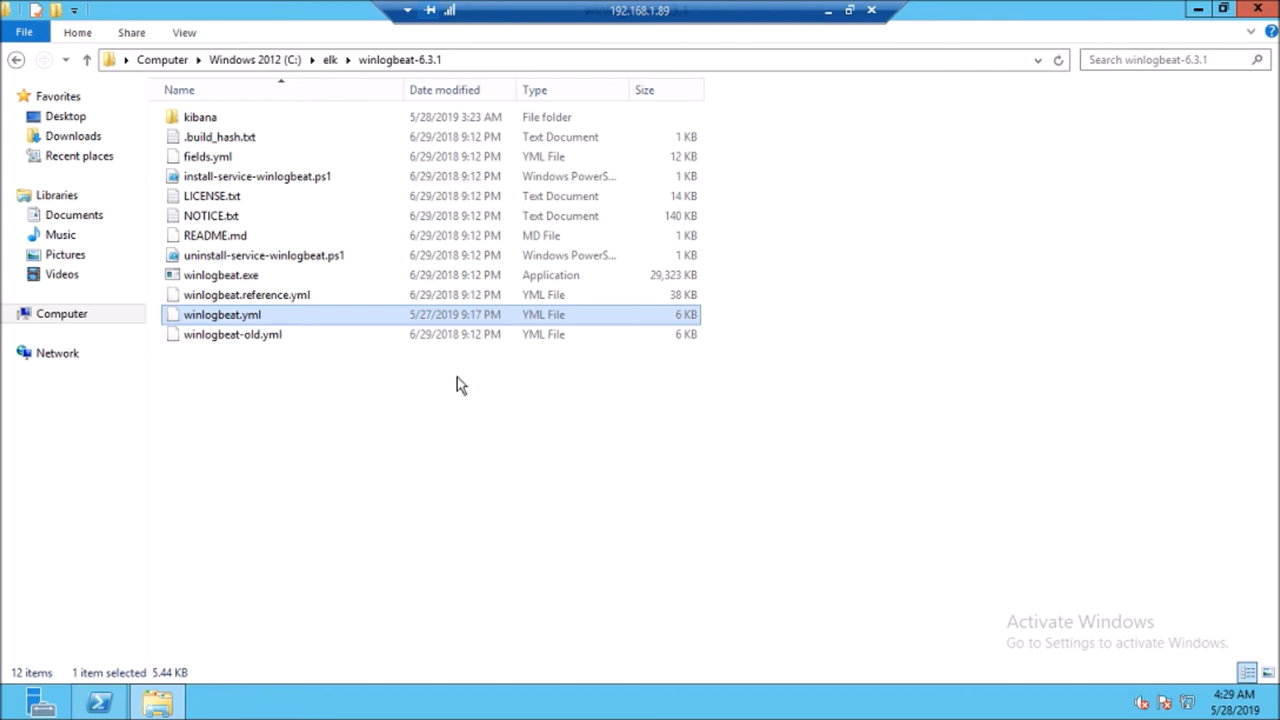 192.168.1.89
File Home Share View
Computer Windows 2012 (C:) elk winlogbeat-6.3.1 Search winlogbeat-6.3.1
Name Date modified Type Size
Favorites
Desktop
Downloads
Recent places
Libraries
Documents
Music
Pictures
Videos
Computer
Network
kibana 5/28/2019 3:23 AM File folder
.build_hash.txt 6/29/2018 9:12 PM Text Document 1 KB
fields.yml 6/29/2018 9:12 PM YML File 12 KB
install-service-winlogbeat.ps1 6/29/2018 9:12 PM Windows PowerS... 1 KB
LICENSE.txt 6/29/2018 9:12 PM Text Document 14 KB
NOTICE.txt 6/29/2018 9:12 PM Text Document 140 KB
README.md 6/29/2018 9:12 PM MD File 1 KB
uninstall-service-winlogbeat.ps1 6/29/2018 9:12 PM Windows PowerS... 1 KB
winlogbeat.exe 6/29/2018 9:12 PM Application 29,323 KB
winlogbeat.reference.yml 6/29/2018 9:12 PM YML File 38 KB
winlogbeat.yml 5/27/2019 9:17 PM YML File 6 KB
winlogbeat-old.yml 6/29/2018 9:12 PM YML File 6 KB
Activate Windows
Go to Settings to activate Windows.
12 items 1 item selected 5.44 KB
4:29 AM
5/28/2019